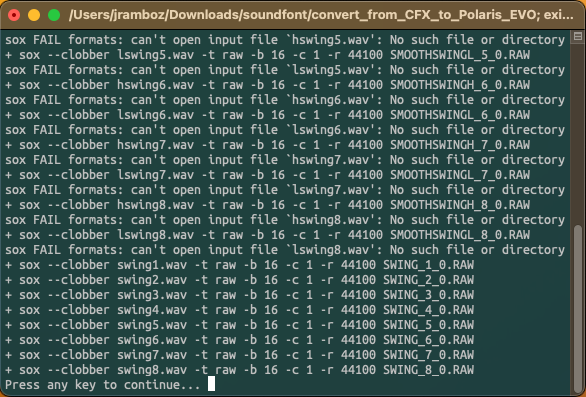 /Users/jramboz/Downloads/soundfont/convert_from_CFX_to_Polaris_EVO; exi...
sox FAIL formats: can't open input file `hswing5.wav': No such file or directory
+ sox --clobber lswing5.wav -t raw -b 16 -c 1 -r 44100 SMOOTHSWINGL_5_0.RAW
sox FAIL formats: can't open input file `lswing5.wav': No such file or directory
+ sox --clobber hswing6.wav -t raw -b 16 -c 1 -r 44100 SMOOTHSWINGH_6_0.RAW
sox FAIL formats: can't open input file `hswing6.wav': No such file or directory
+ sox --clobber lswing6.wav -t raw -b 16 -c 1 -r 44100 SMOOTHSWINGL_6_0.RAW
sox FAIL formats: can't open input file `lswing6.wav': No such file or directory
+ sox --clobber hswing7.wav -t raw -b 16 -c 1 -r 44100 SMOOTHSWINGH_7_0.RAW
sox FAIL formats: can't open input file `hswing7.wav': No such file or directory
+ sox --clobber lswing7.wav -t raw -b 16 -c 1 -r 44100 SMOOTHSWINGL_7_0.RAW
sox FAIL formats: can't open input file `lswing7.wav': No such file or directory
+ sox --clobber hswing8.wav -t raw -b 16 -c 1 -r 44100 SMOOTHSWINGH_8_0.RAW
sox FAIL formats: can't open input file `hswing8.wav': No such file or directory
+ sox --clobber lswing8.wav -t raw -b 16 -c 1 -r 44100 SMOOTHSWINGL_8_0.RAW
sox FAIL formats: can't open input file `lswing8.wav': No such file or directory
+ sox --clobber swing1.wav -t raw -b 16 -c 1 -r 44100 SWING_1_0.RAW
+ sox --clobber swing2.wav -t raw -b 16 -c 1 -r 44100 SWING_2_0.RAW
+ sox --clobber swing3.wav -t raw -b 16 -c 1 -r 44100 SWING_3_0.RAW
+ sox --clobber swing4.wav -t raw -b 16 -c 1 -r 44100 SWING_4_0.RAW
+ sox --clobber swing5.wav -t raw -b 16 -c 1 -r 44100 SWING_5_0.RAW
+ sox --clobber swing6.wav -t raw -b 16 -c 1 -r 44100 SWING_6_0.RAW
+ sox --clobber swing7.wav -t raw -b 16 -c 1 -r 44100 SWING_7_0.RAW
+ sox --clobber swing8.wav -t raw -b 16 -c 1 -r 44100 SWING_8_0.RAW
Press any key to continue...